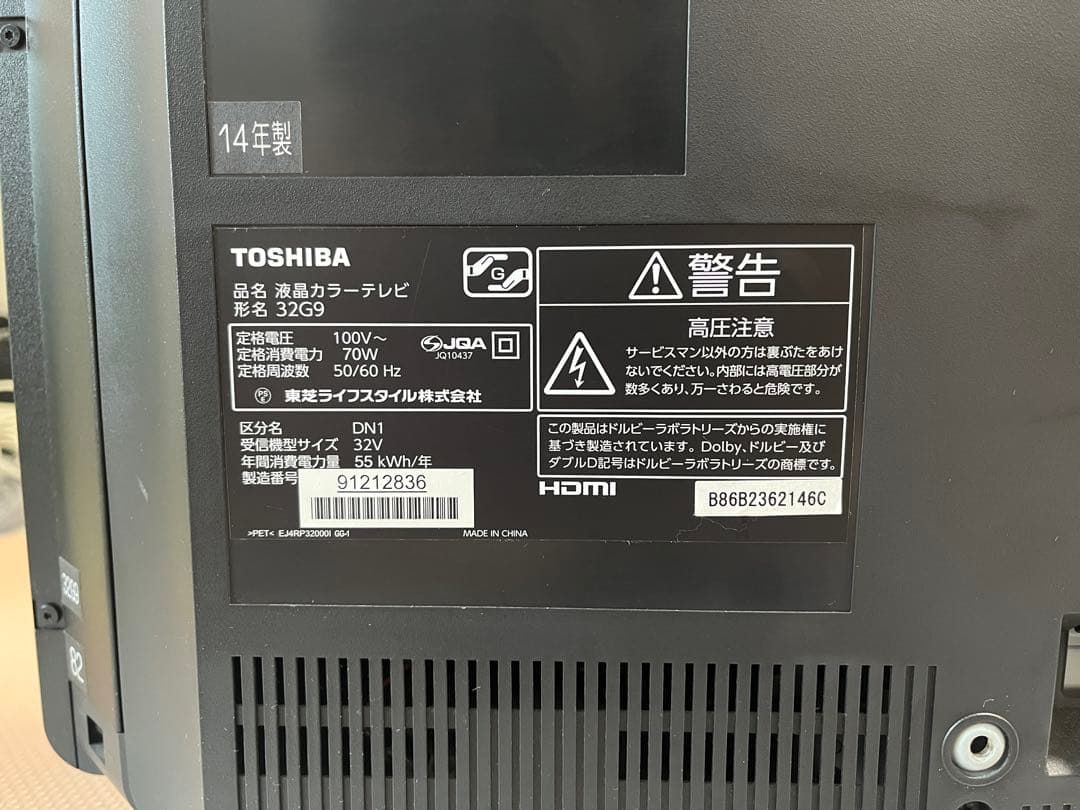 14年製
TOSHIBA
品名 液晶カラーテレビ
形名 32G9
G
定格電圧 100V～
定格消費電力 70W
定格周波数 50/60 Hz
JQA
JQ10437
PS
E
東芝ライフスタイル株式会社
区分名 DN1
受信機型サイズ 32V
年間消費電力量 55 kWh/年
製造番号
91212836
>PET< EJ4RP32000I GG-I
MADE IN CHINA
警告
高圧注意
サービスマン以外の方は裏ぶたをあけ
ないでください。内部には高電圧部分が
数多くあり、万一さわると危険です。
この製品はドルビーラボラトリーズからの実施権に
基づき製造されています。Dolby、ドルビー及び
ダブルD記号はドルビーラボラトリーズの商標です。
HDMI
B86B2362146C
32G9
82